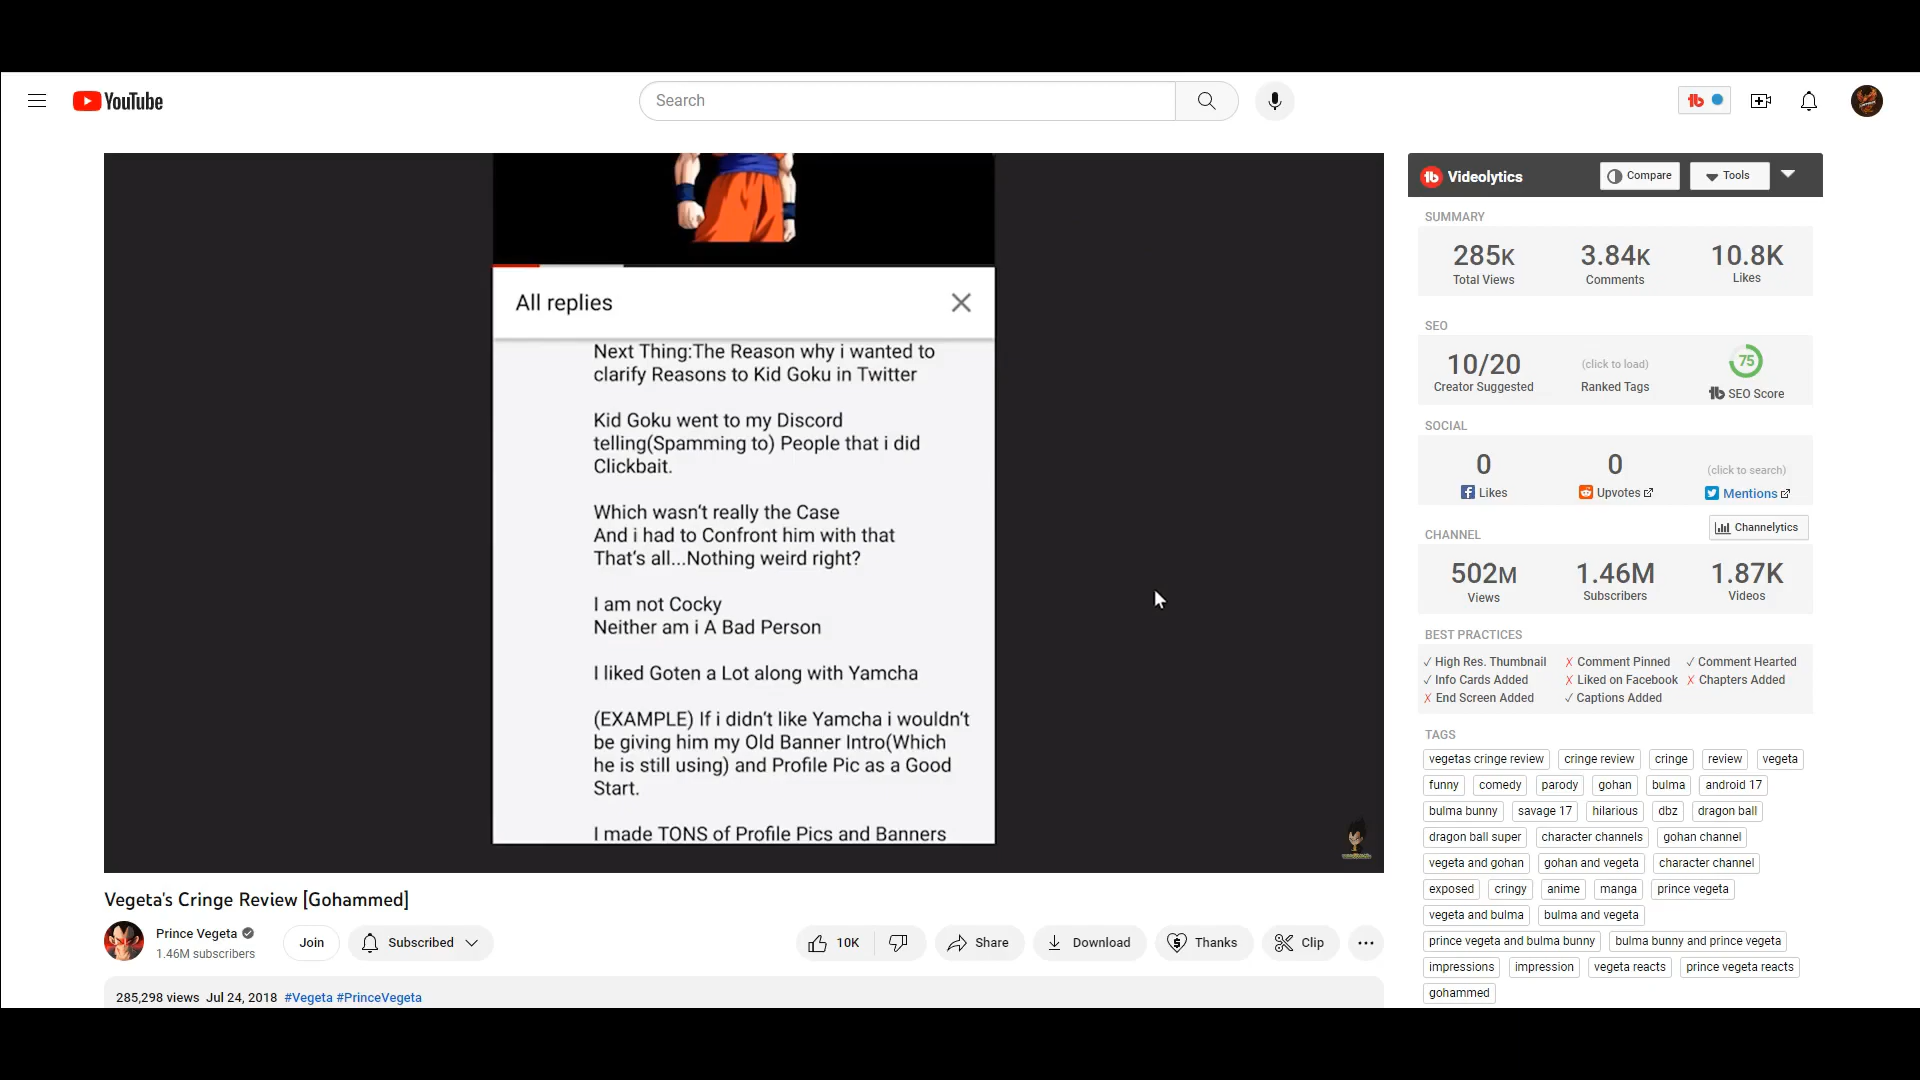 YouTube
Search
All replies
Next Thing:The Reason why i wanted to
clarify Reasons to Kid Goku in Twitter
Kid Goku went to my Discord
telling(Spamming to) People that i did
Clickbait.
Which wasn't really the Case
And i had to Confront him with that
That's all...Nothing weird right?
I am not Cocky
Neither am i A Bad Person
I liked Goten a Lot along with Yamcha
(EXAMPLE) If i didn't like Yamcha i wouldn't
be giving him my Old Banner Intro(Which
he is still using) and Profile Pic as a Good
Start.
I made TONS of Profile Pics and Banners
Vegeta's Cringe Review [Gohammed]
Prince Vegeta
1.46M subscribers
Join
Subscribed
10K
Share
Download
Thanks
Clip
285,298 views Jul 24, 2018 #Vegeta #PrinceVegeta
Videolytics
Compare
Tools
SUMMARY
285K 3.84K 10.8K
Total Views Comments Likes
SEO
10/20 (click to load) 75
Creator Suggested Ranked Tags SEO Score
SOCIAL
0 0 (click to search)
Likes Upvotes Mentions
CHANNEL Channelytics
502M 1.46M 1.87K
Views Subscribers Videos
BEST PRACTICES
✓ High Res. Thumbnail ✗ Comment Pinned ✓ Comment Hearted
✓ Info Cards Added ✗ Liked on Facebook ✗ Chapters Added
✗ End Screen Added ✓ Captions Added
TAGS
vegetas cringe review cringe review cringe review vegeta
funny comedy parody gohan bulma android 17
bulma bunny savage 17 hilarious dbz dragon ball
dragon ball super character channels gohan channel
vegeta and gohan gohan and vegeta character channel
exposed cringy anime manga prince vegeta
vegeta and bulma bulma and vegeta
prince vegeta and bulma bunny bulma bunny and prince vegeta
impressions impression vegeta reacts prince vegeta reacts
gohammed